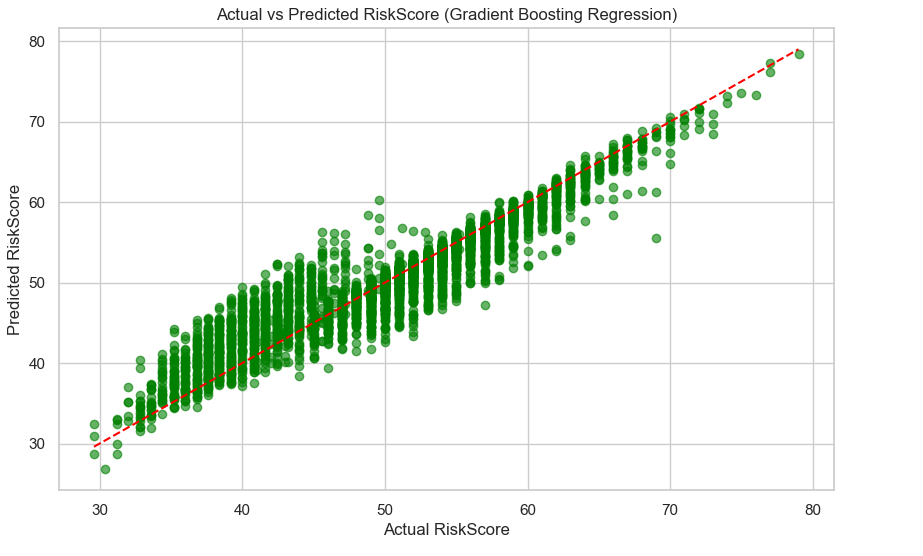 Actual vs Predicted RiskScore (Gradient Boosting Regression)
Predicted RiskScore
80
70
60
50
40
30
30 40 50 60 70 80
Actual RiskScore